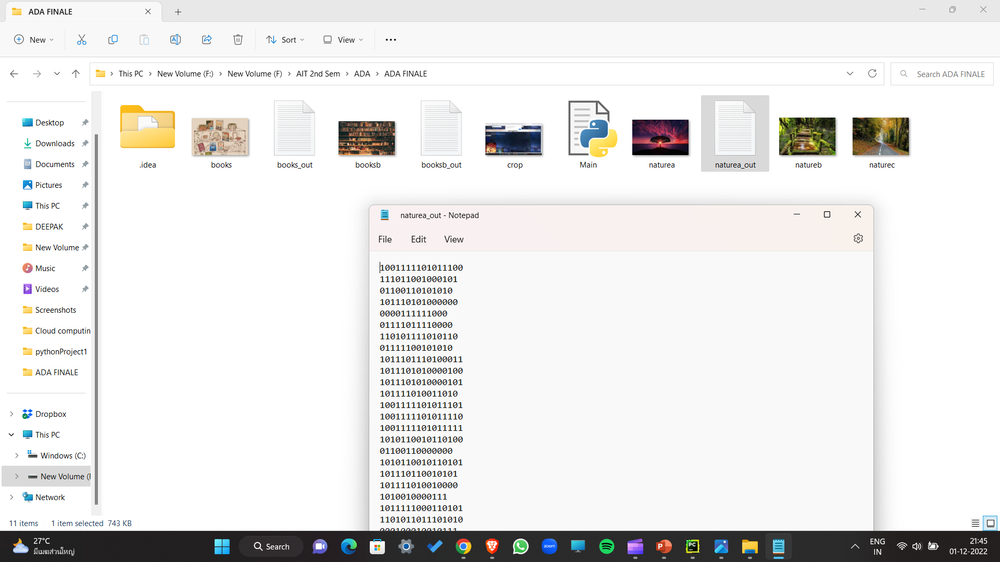 ADA FINALE
New
Sort
View
This PC
New Volume (F:)
New Volume (F)
AIT 2nd Sem
ADA
ADA FINALE
Search ADA FINALE
Desktop
Downloads
Documents
Pictures
This PC
DEEPAK
New Volume
Music
Videos
Screenshots
Cloud computin
pythonProject1
ADA FINALE
Dropbox
This PC
Windows (C:)
New Volume (F
Network
.idea
books
books_out
booksb
booksb_out
crop
Main
naturea
naturea_out
natureb
naturec
naturea_out - Notepad
File
Edit
View
1001111101011100
111011001000101
01100110101010
101110101000000
0000111111000
01111011110000
110101111010110
01111100101010
1011101110100011
1011101010000100
1011101010000101
101111010011010
1001111101011101
1001111101011110
1001111101011111
1010110010110100
01100110000000
1010110010110101
101110110010101
101111010010000
1010010000111
1011111000110101
1101011011101010
000100010010111
11 items
1 item selected 743 KB
27°C
มีเมฆส่วนใหญ่
Search
zoom
PC
P
ENG
IN
21:45
01-12-2022